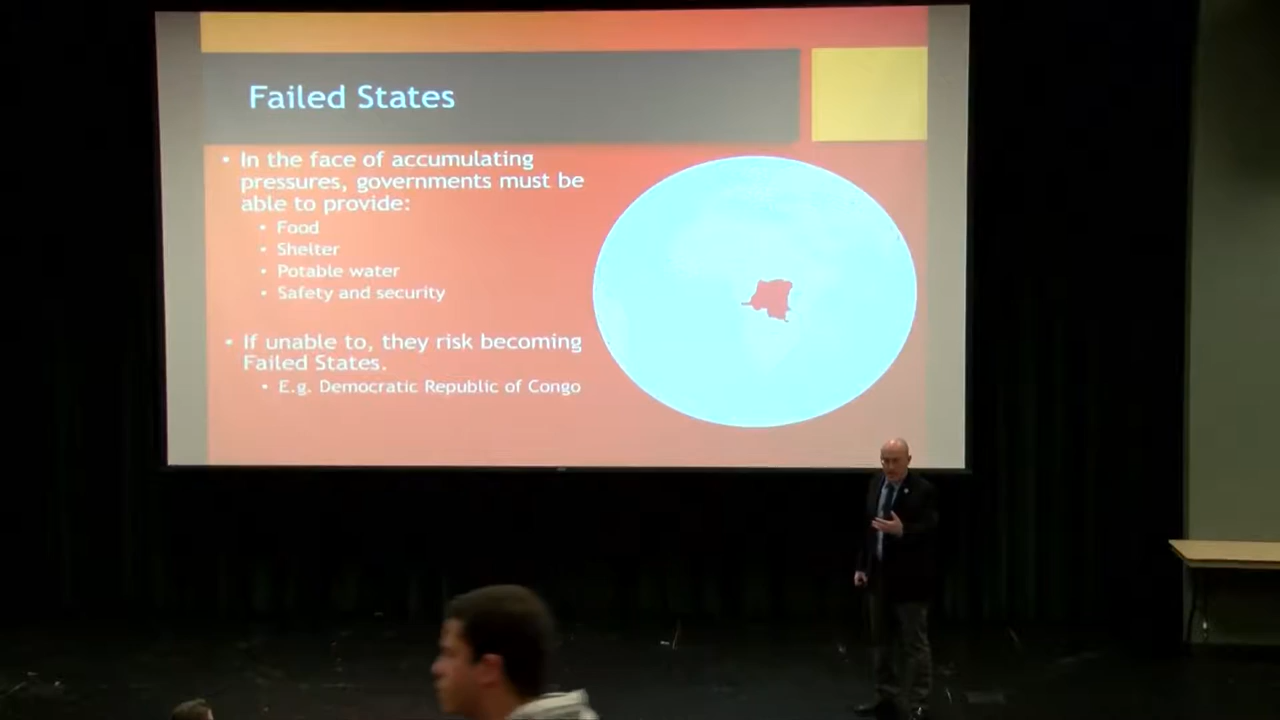 Failed States
• In the face of accumulating
pressures, governments must be
able to provide:
• Food
• Shelter
• Potable water
• Safety and security
• If unable to, they risk becoming
Failed States.
• E.g. Democratic Republic of Congo